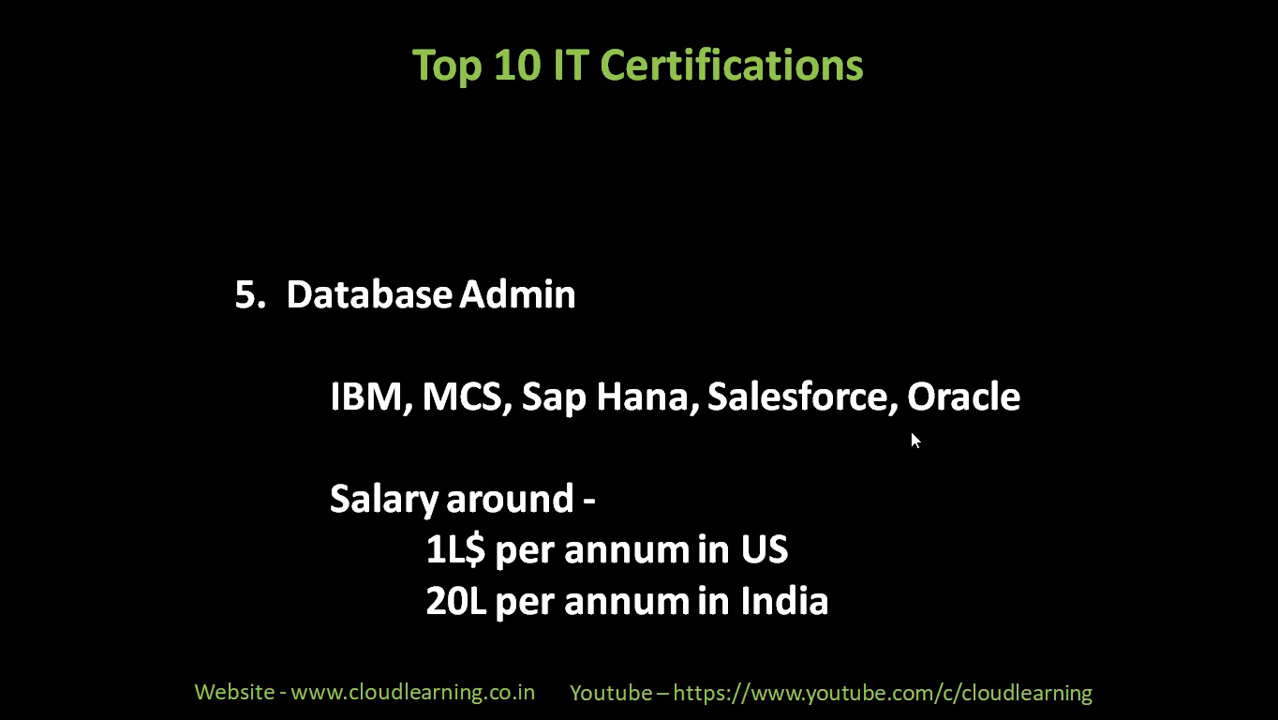 Top 10 IT Certifications
5. Database Admin
IBM, MCS, Sap Hana, Salesforce, Oracle
Salary around -
1L$ per annum in US
20L per annum in India
Website - www.cloudlearning.co.in Youtube – https://www.youtube.com/c/cloudlearning